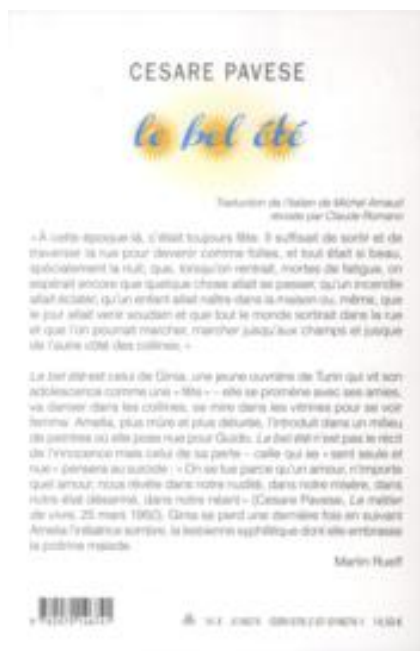 CESARE PAVESE
le bel été
Traduction de l'italien de Michel Arnaud
révisée par Claude Romano
« À cette époque-là, c'était toujours fête. Il suffisait de sortir et de
traverser la rue pour devenir comme folles, et tout était si beau,
spécialement la nuit, que, lorsqu'on rentrait, mortes de fatigue, on
espérait encore que quelque chose allait se passer, qu'un incendie
allait éclater, qu'un enfant allait naître dans la maison ou, même, que
le jour allait venir soudain et que tout le monde sortirait dans la rue
et que l'on pourrait marcher, marcher jusqu'aux champs et jusque
de l'autre côté des collines. »
Le bel été est celui de Ginia, une jeune ouvrière de Turin qui vit son
adolescence comme une « fête » – elle se promène avec ses amies,
va danser dans les collines, se mire dans les vitrines pour se voir
femme. Amelia, plus mûre et plus délurée, l'introduit dans un milieu
de peintres où elle pose nue pour Guido. Le bel été n'est pas le récit
de l'innocence mais celui de sa perte – celle qui se « sent seule et
nue » pensera au suicide : « On se tue parce qu'un amour, n'importe
quel amour, nous révèle dans notre nudité, dans notre misère, dans
notre état désarmé, dans notre néant » (Cesare Pavese, Le métier
de vivre, 25 mars 1950). Ginia se perd une dernière fois en suivant
Amelia l'initiatrice sombre, la lesbienne syphilitique dont elle embrasse
la poitrine malade.
Martin Rueff